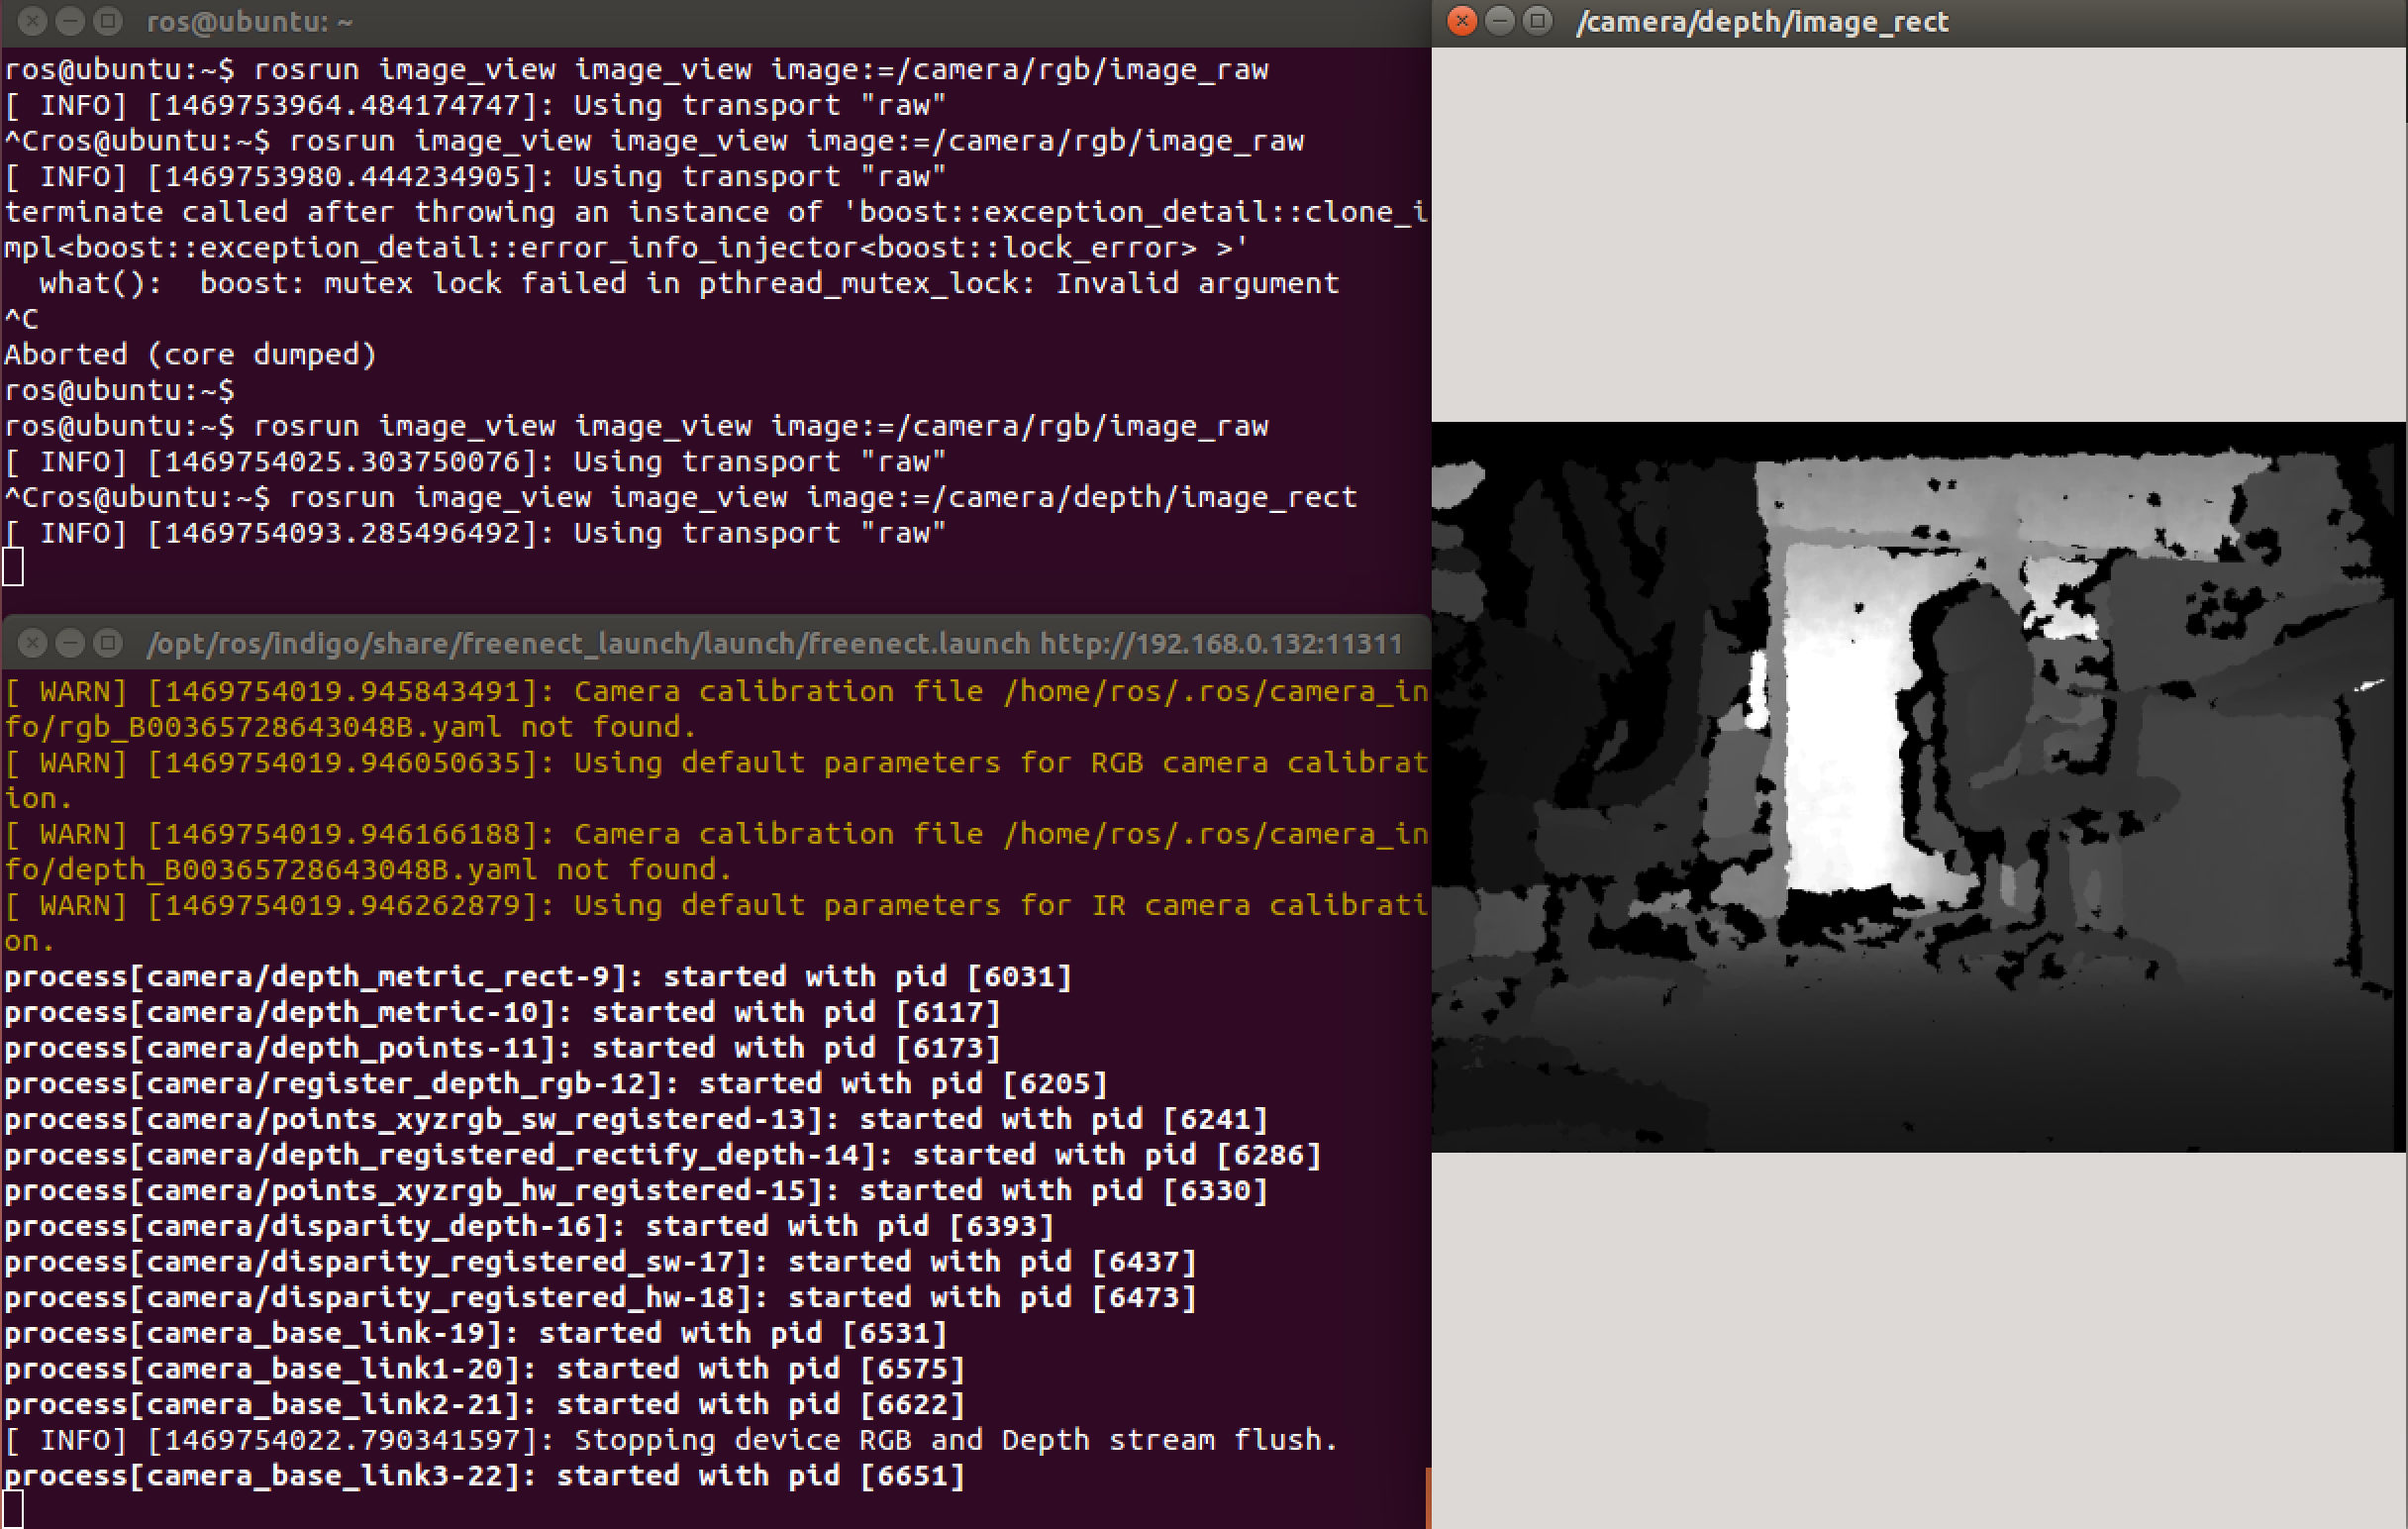 ros@ubuntu: ~
ros@ubuntu:~$ rosrun image_view image_view image:=/camera/rgb/image_raw
[ INFO] [1469753964.484174747]: Using transport "raw"
^Cros@ubuntu:~$ rosrun image_view image_view image:=/camera/rgb/image_raw
[ INFO] [1469753980.444234905]: Using transport "raw"
terminate called after throwing an instance of 'boost::exception_detail::clone_i
mpl<boost::exception_detail::error_info_injector<boost::lock_error> >'
  what():  boost: mutex lock failed in pthread_mutex_lock: Invalid argument
^C
Aborted (core dumped)
ros@ubuntu:~$
ros@ubuntu:~$ rosrun image_view image_view image:=/camera/rgb/image_raw
[ INFO] [1469754025.303750076]: Using transport "raw"
^Cros@ubuntu:~$ rosrun image_view image_view image:=/camera/depth/image_rect
[ INFO] [1469754093.285496492]: Using transport "raw"
/opt/ros/indigo/share/freenect_launch/launch/freenect.launch http://192.168.0.132:11311
[ WARN] [1469754019.945843491]: Camera calibration file /home/ros/.ros/camera_in
fo/rgb_B00365728643048B.yaml not found.
[ WARN] [1469754019.946050635]: Using default parameters for RGB camera calibrat
ion.
[ WARN] [1469754019.946166188]: Camera calibration file /home/ros/.ros/camera_in
fo/depth_B00365728643048B.yaml not found.
[ WARN] [1469754019.946262879]: Using default parameters for IR camera calibrati
on.
process[camera/depth_metric_rect-9]: started with pid [6031]
process[camera/depth_metric-10]: started with pid [6117]
process[camera/depth_points-11]: started with pid [6173]
process[camera/register_depth_rgb-12]: started with pid [6205]
process[camera/points_xyzrgb_sw_registered-13]: started with pid [6241]
process[camera/depth_registered_rectify_depth-14]: started with pid [6286]
process[camera/points_xyzrgb_hw_registered-15]: started with pid [6330]
process[camera/disparity_depth-16]: started with pid [6393]
process[camera/disparity_registered_sw-17]: started with pid [6437]
process[camera/disparity_registered_hw-18]: started with pid [6473]
process[camera_base_link-19]: started with pid [6531]
process[camera_base_link1-20]: started with pid [6575]
process[camera_base_link2-21]: started with pid [6622]
[ INFO] [1469754022.790341597]: Stopping device RGB and Depth stream flush.
process[camera_base_link3-22]: started with pid [6651]
/camera/depth/image_rect